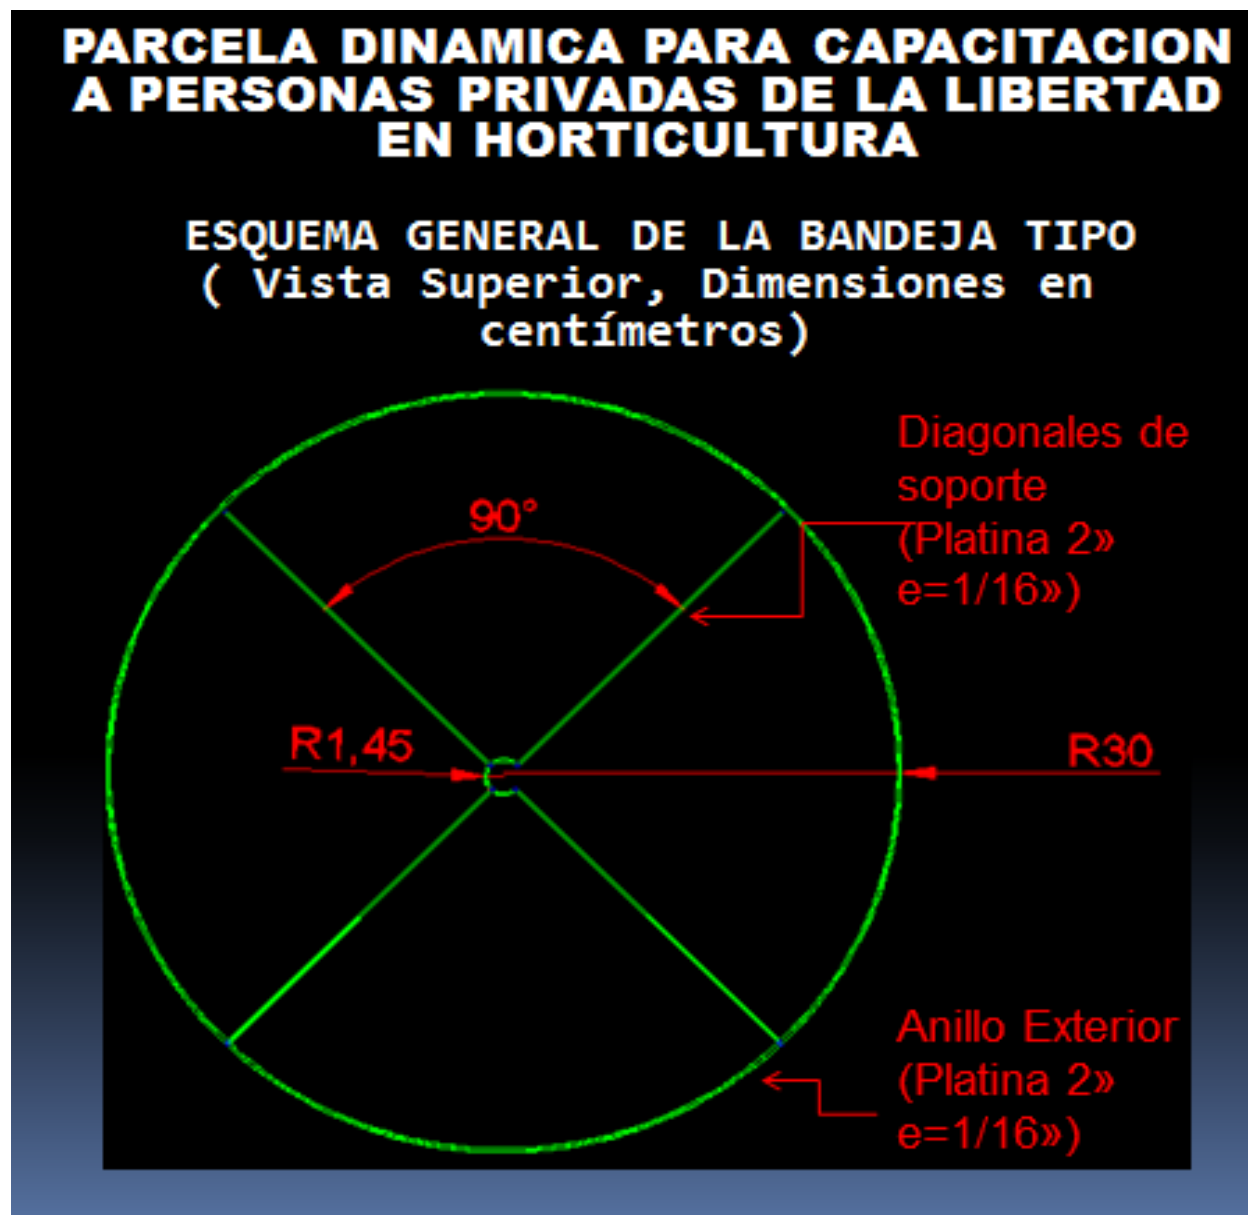 PARCELA DINAMICA PARA CAPACITACION
A PERSONAS PRIVADAS DE LA LIBERTAD
EN HORTICULTURA
ESQUEMA GENERAL DE LA BANDEJA TIPO
( Vista Superior, Dimensiones en
centímetros)
Diagonales de
soporte
(Platina 2»
e=1/16»)
90°
R1,45
R30
Anillo Exterior
(Platina 2»
e=1/16»)